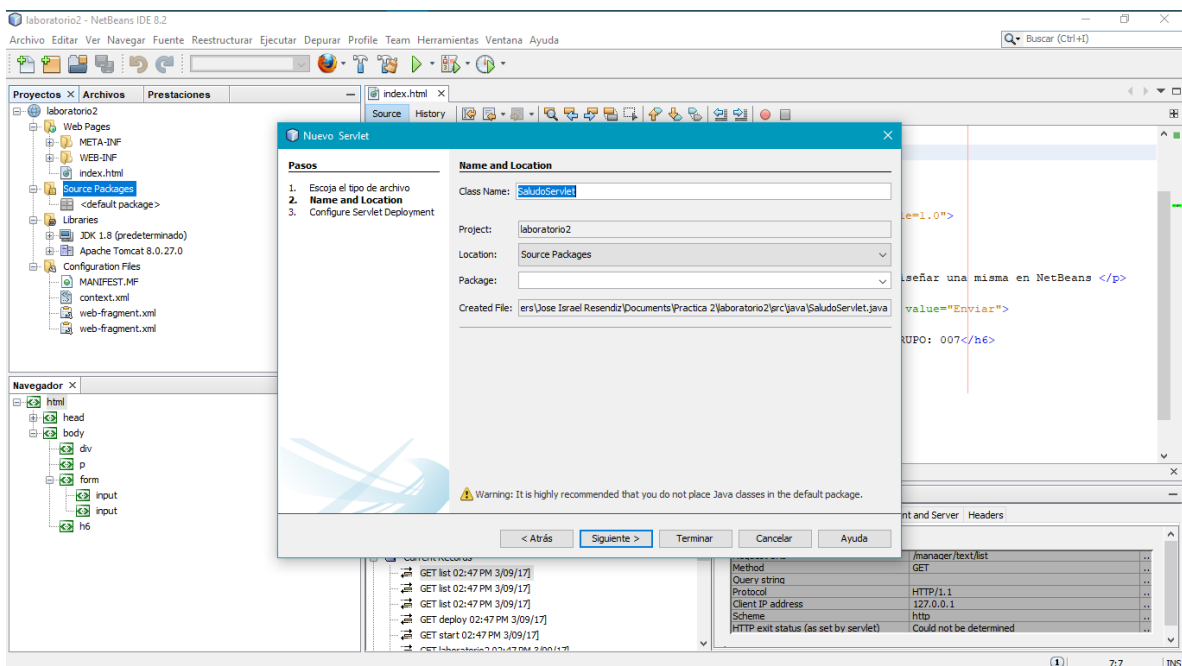 laboratorio2 - NetBeans IDE 8.2
Archivo Editar Ver Navegar Fuente Reestructurar Ejecutar Depurar Profile Team Herramientas Ventana Ayuda
Buscar (Ctrl+I)
Proyectos Archivos Prestaciones
laboratorio2
Web Pages
META-INF
WEB-INF
index.html
Source Packages
<default package>
Libraries
JDK 1.8 (predeterminado)
Apache Tomcat 8.0.27.0
Configuration Files
MANIFEST.MF
context.xml
web-fragment.xml
web-fragment.xml
Navegador
html
head
body
div
p
form
input
input
h6
index.html
Source History
Nuevo Servlet
Pasos
1. Escoja el tipo de archivo
2. Name and Location
3. Configure Servlet Deployment
Name and Location
Class Name: SaludoServlet
Project: laboratorio2
Location: Source Packages
Package:
Created File: ers\Jose Israel Resendiz\Documents\Practica 2\laboratorio2\src\java\SaludoServlet.java
Warning: It is highly recommended that you do not place Java classes in the default package.
< Atrás Siguiente > Terminar Cancelar Ayuda
le=1.0">
señar una misma en NetBeans </p>
value="Enviar">
RUPO: 007</h6>
nt and Server Headers
GET list 02:47 PM 3/09/17]
GET list 02:47 PM 3/09/17]
GET list 02:47 PM 3/09/17]
GET deploy 02:47 PM 3/09/17]
GET start 02:47 PM 3/09/17]
GET laboratorio2 02:47 PM 3/09/17]
/manager/text/list
Method GET
Query string
Protocol HTTP/1.1
Client IP address 127.0.0.1
Scheme http
HTTP exit status (as set by servlet) Could not be determined
1 7:7 INS